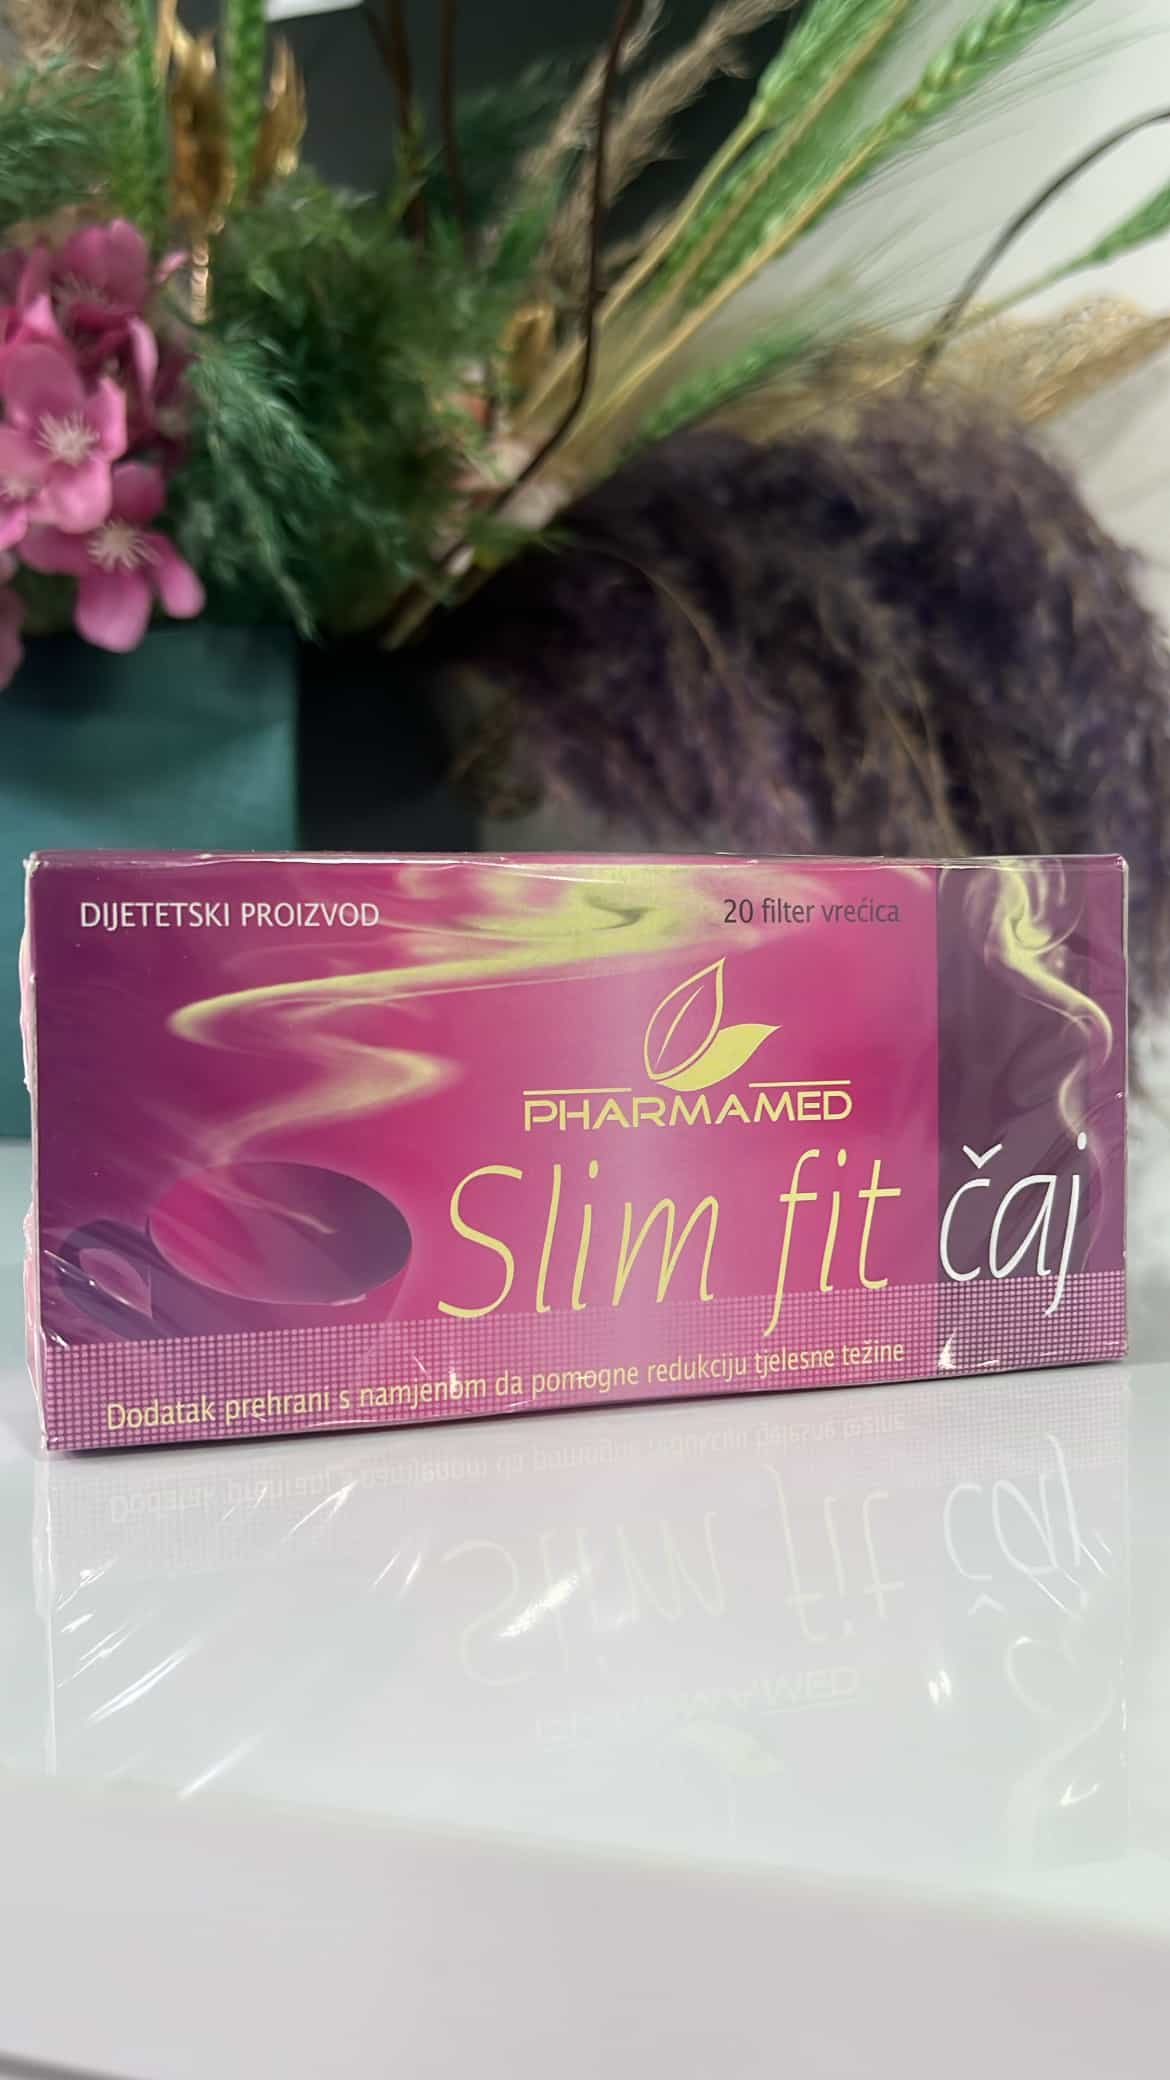 DIJETETSKI PROIZVOD
20 filter vrećica
PHARMAMED
Slim fit čaj
Dodatak prehrani s namjenom da pomogne redukciju tjelesne težine